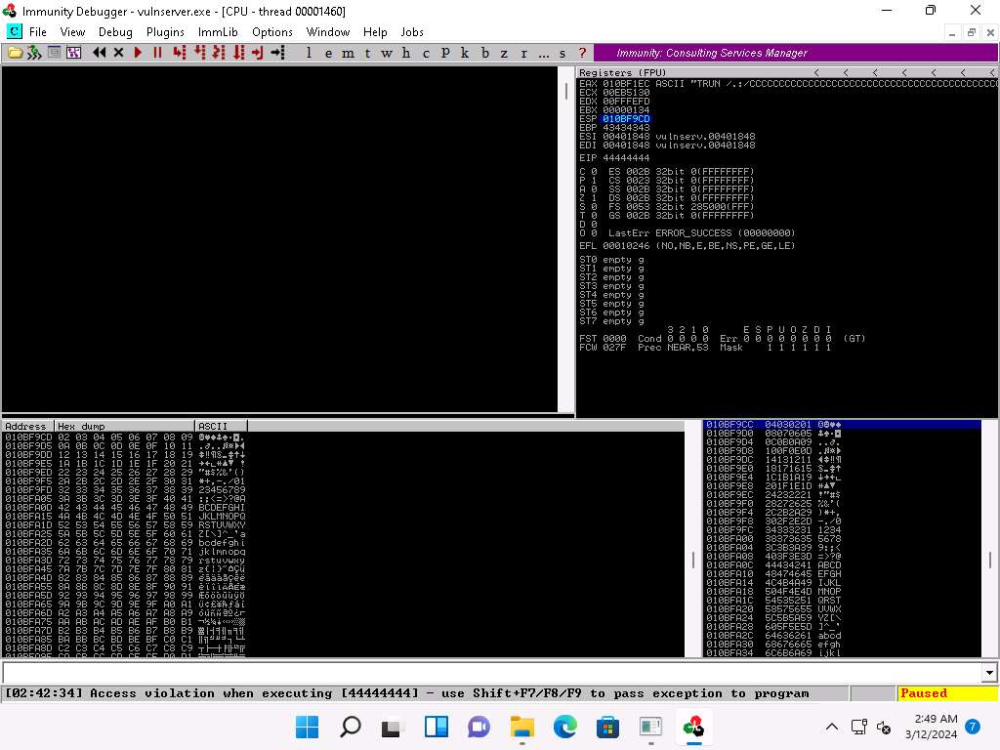 Immunity Debugger - vulnserver.exe - [CPU - thread 00001460]
C File View Debug Plugins ImmLib Options Window Help Jobs
l e m t w h c P k b z r ... s ?
Immunity: Consulting Services Manager
Registers (FPU) < < < < < < <
EAX 010BF1EC ASCII "TRUN /.:/CCCCCCCCCCCCCCCCCCCCCCCCCCCCCCCCCCCCCCCCCC
ECX 00EB5130
EDX 00FFFEFD
EBX 00000134
ESP 010BF9CD
EBP 43434343
ESI 00401848 vulnserv.00401848
EDI 00401848 vulnserv.00401848
EIP 44444444
C 0 ES 002B 32bit 0(FFFFFFFF)
P 1 CS 0023 32bit 0(FFFFFFFF)
A 0 SS 002B 32bit 0(FFFFFFFF)
Z 1 DS 002B 32bit 0(FFFFFFFF)
S 0 FS 0053 32bit 285000(FFF)
T 0 GS 002B 32bit 0(FFFFFFFF)
D 0
O 0 LastErr ERROR_SUCCESS (00000000)
EFL 00010246 (NO,NB,E,BE,NS,PE,GE,LE)
ST0 empty g
ST1 empty g
ST2 empty g
ST3 empty g
ST4 empty g
ST5 empty g
ST6 empty g
ST7 empty g
3 2 1 0 E S P U O Z D I
FST 0000 Cond 0 0 0 0 Err 0 0 0 0 0 0 0 0 (GT)
FCW 027F Prec NEAR,53 Mask 1 1 1 1 1 1
Address Hex dump ASCII
010BF9CD 02 03 04 05 06 07 08 09
010BF9D5 0A 0B 0C 0D 0E 0F 10 11
010BF9DD 12 13 14 15 16 17 18 19
010BF9E5 1A 1B 1C 1D 1E 1F 20 21
010BF9ED 22 23 24 25 26 27 28 29 "#$%&'()
010BF9F5 2A 2B 2C 2D 2E 2F 30 31 *+,-./01
010BF9FD 32 33 34 35 36 37 38 39 23456789
010BFA05 3A 3B 3C 3D 3E 3F 40 41 :;<=>?@A
010BFA0D 42 43 44 45 46 47 48 49 BCDEFGHI
010BFA15 4A 4B 4C 4D 4E 4F 50 51 JKLMNOPQ
010BFA1D 52 53 54 55 56 57 58 59 RSTUVWXY
010BFA25 5A 5B 5C 5D 5E 5F 60 61 Z[\]^_`a
010BFA2D 62 63 64 65 66 67 68 69 bcdefghi
010BFA35 6A 6B 6C 6D 6E 6F 70 71 jklmnopq
010BFA3D 72 73 74 75 76 77 78 79 rstuvwxy
010BFA45 7A 7B 7C 7D 7E 7F 80 81
010BFA4D 82 83 84 85 86 87 88 89
010BFA55 8A 8B 8C 8D 8E 8F 90 91
010BFA5D 92 93 94 95 96 97 98 99
010BFA65 9A 9B 9C 9D 9E 9F A0 A1
010BFA6D A2 A3 A4 A5 A6 A7 A8 A9
010BFA75 AA AB AC AD AE AF B0 B1
010BFA7D B2 B3 B4 B5 B6 B7 B8 B9
010BFA85 BA BB BC BD BE BF C0 C1
010BFA8D C2 C3 C4 C5 C6 C7 C8 C9
010BF9CC 04030201
010BF9D0 08070605
010BF9D4 0C0B0A09
010BF9D8 100F0E0D
010BF9DC 14131211
010BF9E0 18171615
010BF9E4 1C1B1A19
010BF9E8 201F1E1D
010BF9EC 24232221 !"#$
010BF9F0 28272625 %&'(
010BF9F4 2C2B2A29 )*+,
010BF9F8 302F2E2D -./0
010BF9FC 34333231 1234
010BFA00 38373635 5678
010BFA04 3C3B3A39 9:;<
010BFA08 403F3E3D =>?@
010BFA0C 44434241 ABCD
010BFA10 48474645 EFGH
010BFA14 4C4B4A49 IJKL
010BFA18 504F4E4D MNOP
010BFA1C 54535251 QRST
010BFA20 58575655 UVWX
010BFA24 5C5B5A59 YZ[\
010BFA28 605F5E5D ]^_`
010BFA2C 64636261 abcd
010BFA30 68676665 efgh
010BFA34 6C6B6A69 ijkl
[02:42:34] Access violation when executing [44444444] - use Shift+F7/F8/F9 to pass exception to program
Paused
2:49 AM
3/12/2024
7